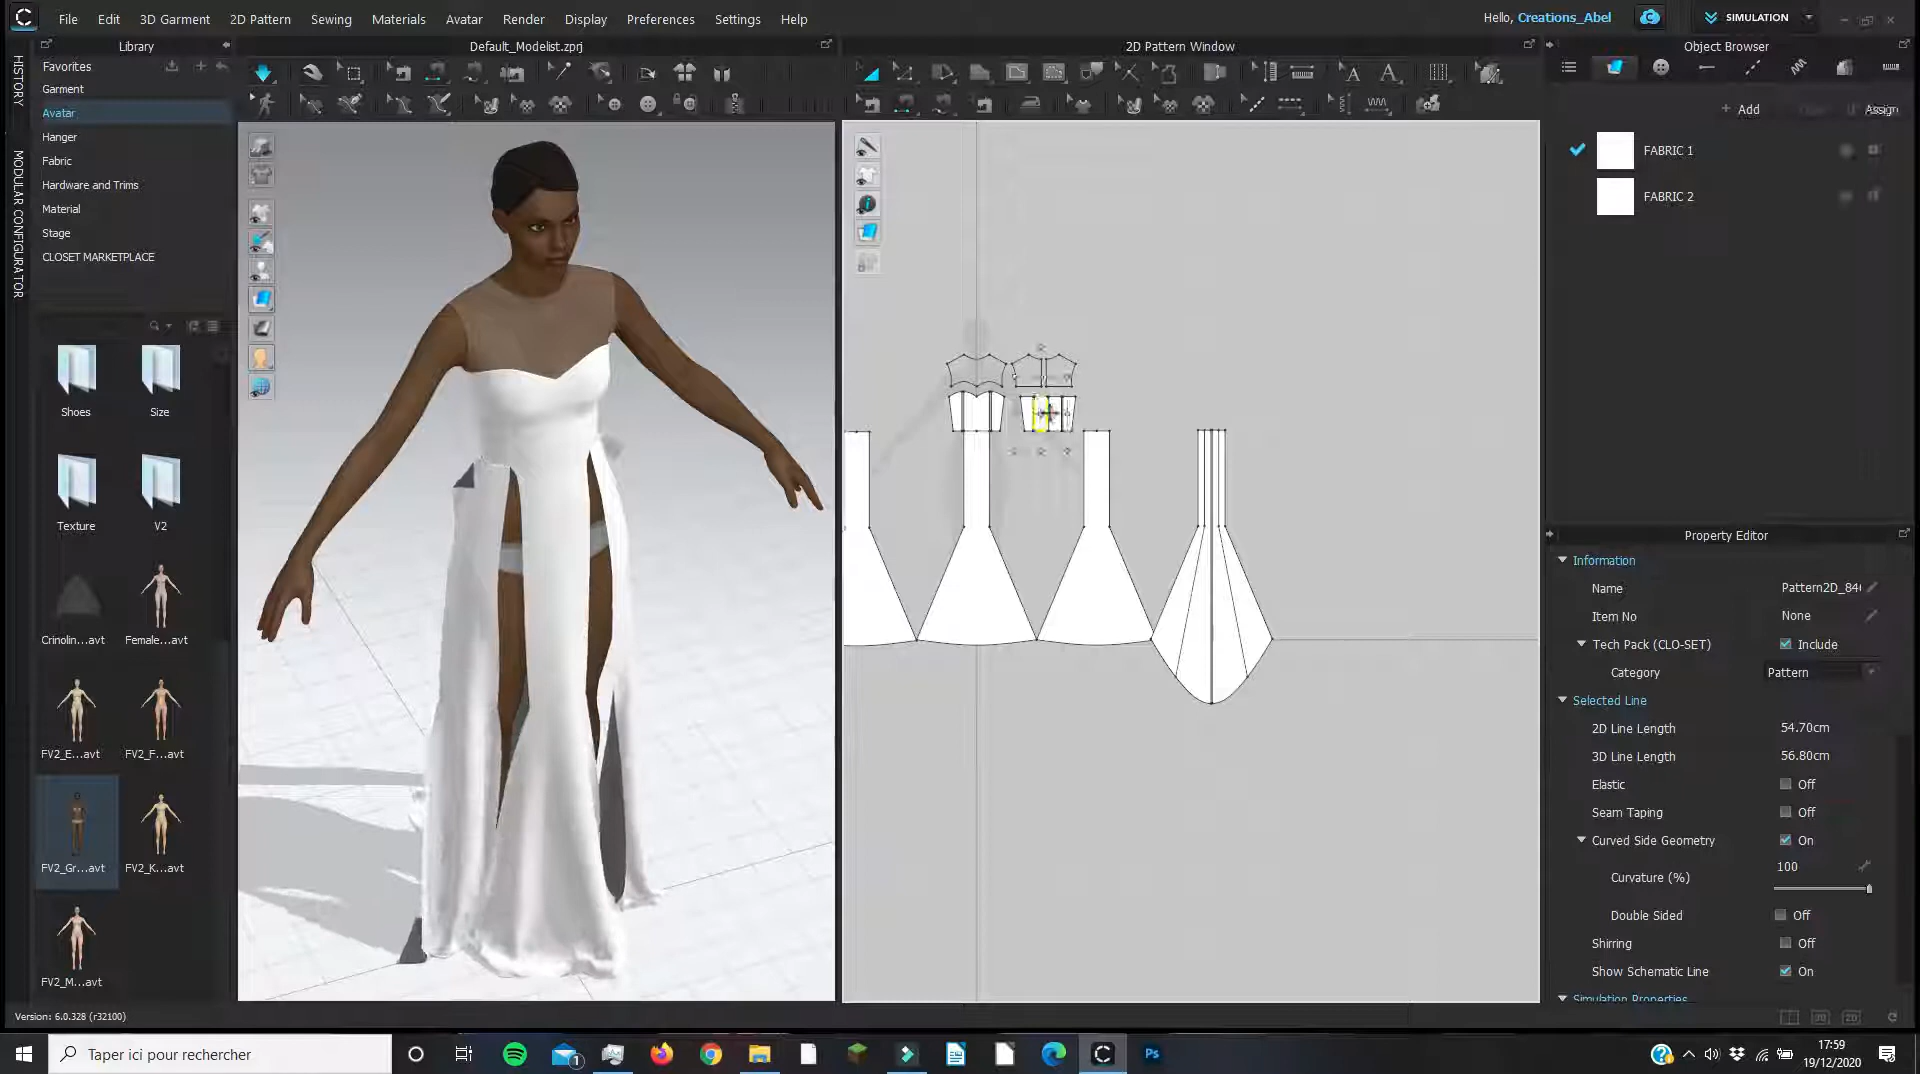 File Edit 3D Garment 2D Pattern Sewing Materials Avatar Render Display Preferences Settings Help
Hello, Creations_Abel
SIMULATION
HISTORY
MODULAR CONFIGURATOR
Library
Favorites
Garment
Avatar
Hanger
Fabric
Hardware and Trims
Material
Stage
CLOSET MARKETPLACE
Shoes Size
Texture V2
Crinolin...avt Female...avt
FV2_E...avt FV2_F...avt
FV2_Gr...avt FV2_K...avt
FV2_M...avt
Default_Modelist.zprj
2D Pattern Window
Object Browser
+ Add
Assign
FABRIC 1
FABRIC 2
Property Editor
Information
Name Pattern2D_84
Item No None
Tech Pack (CLO-SET) Include
Category Pattern
Selected Line
2D Line Length 54.70cm
3D Line Length 56.80cm
Elastic Off
Seam Taping Off
Curved Side Geometry On
Curvature (%) 100
Double Sided Off
Shirring Off
Show Schematic Line On
Simulation Properties
Version: 6.0.328 (r32100)
Taper ici pour rechercher
1
Ps
17:59
19/12/2020